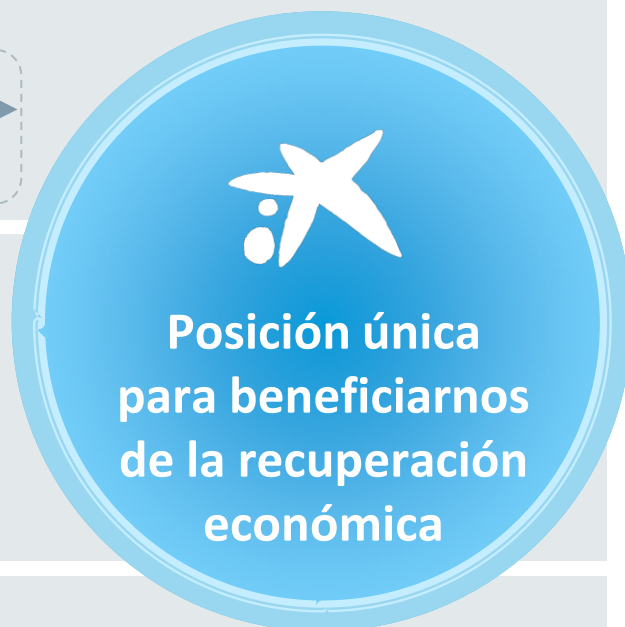 Posición única
para beneficiarnos
de la recuperación
económica